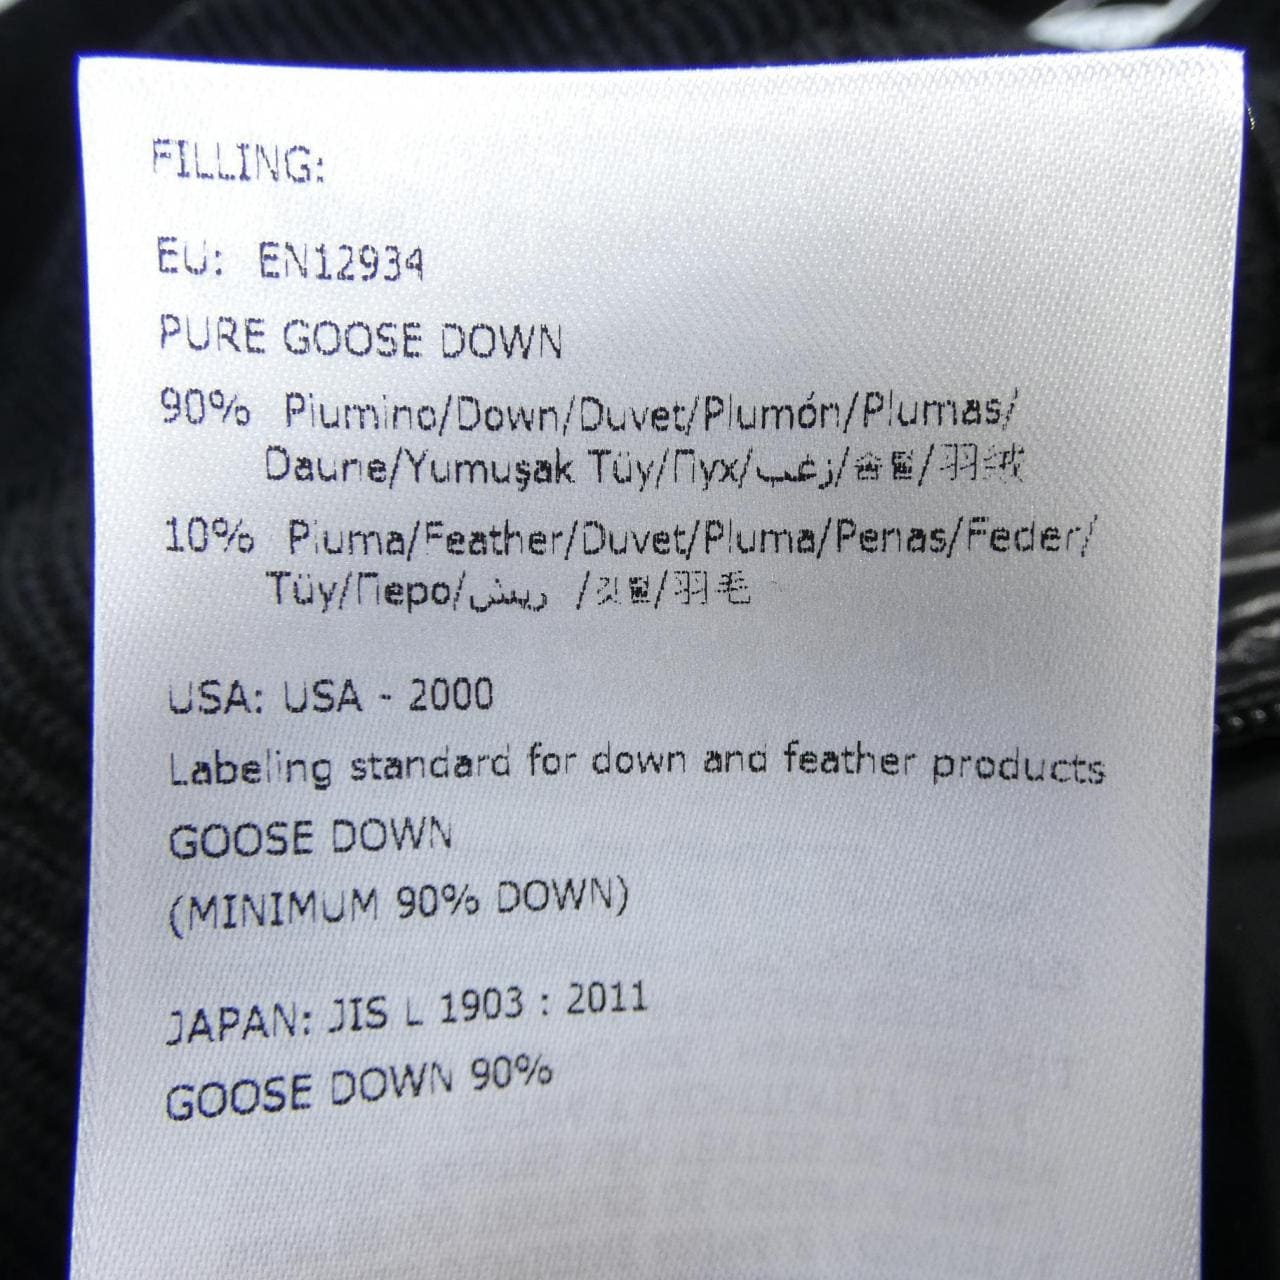 FILLING:
EU: EN12934
PURE GOOSE DOWN
90% Piumino/Down/Duvet/Plumón/Plumas/
Daune/Yumuşak Tüy/Пух/زغب/솜털/羽绒
10% Piuma/Feather/Duvet/Pluma/Penas/Feder/
Tüy/Перо/ريش /깃털/羽毛
USA: USA - 2000
Labeling standard for down and feather products
GOOSE DOWN
(MINIMUM 90% DOWN)
JAPAN: JIS L 1903 : 2011
GOOSE DOWN 90%